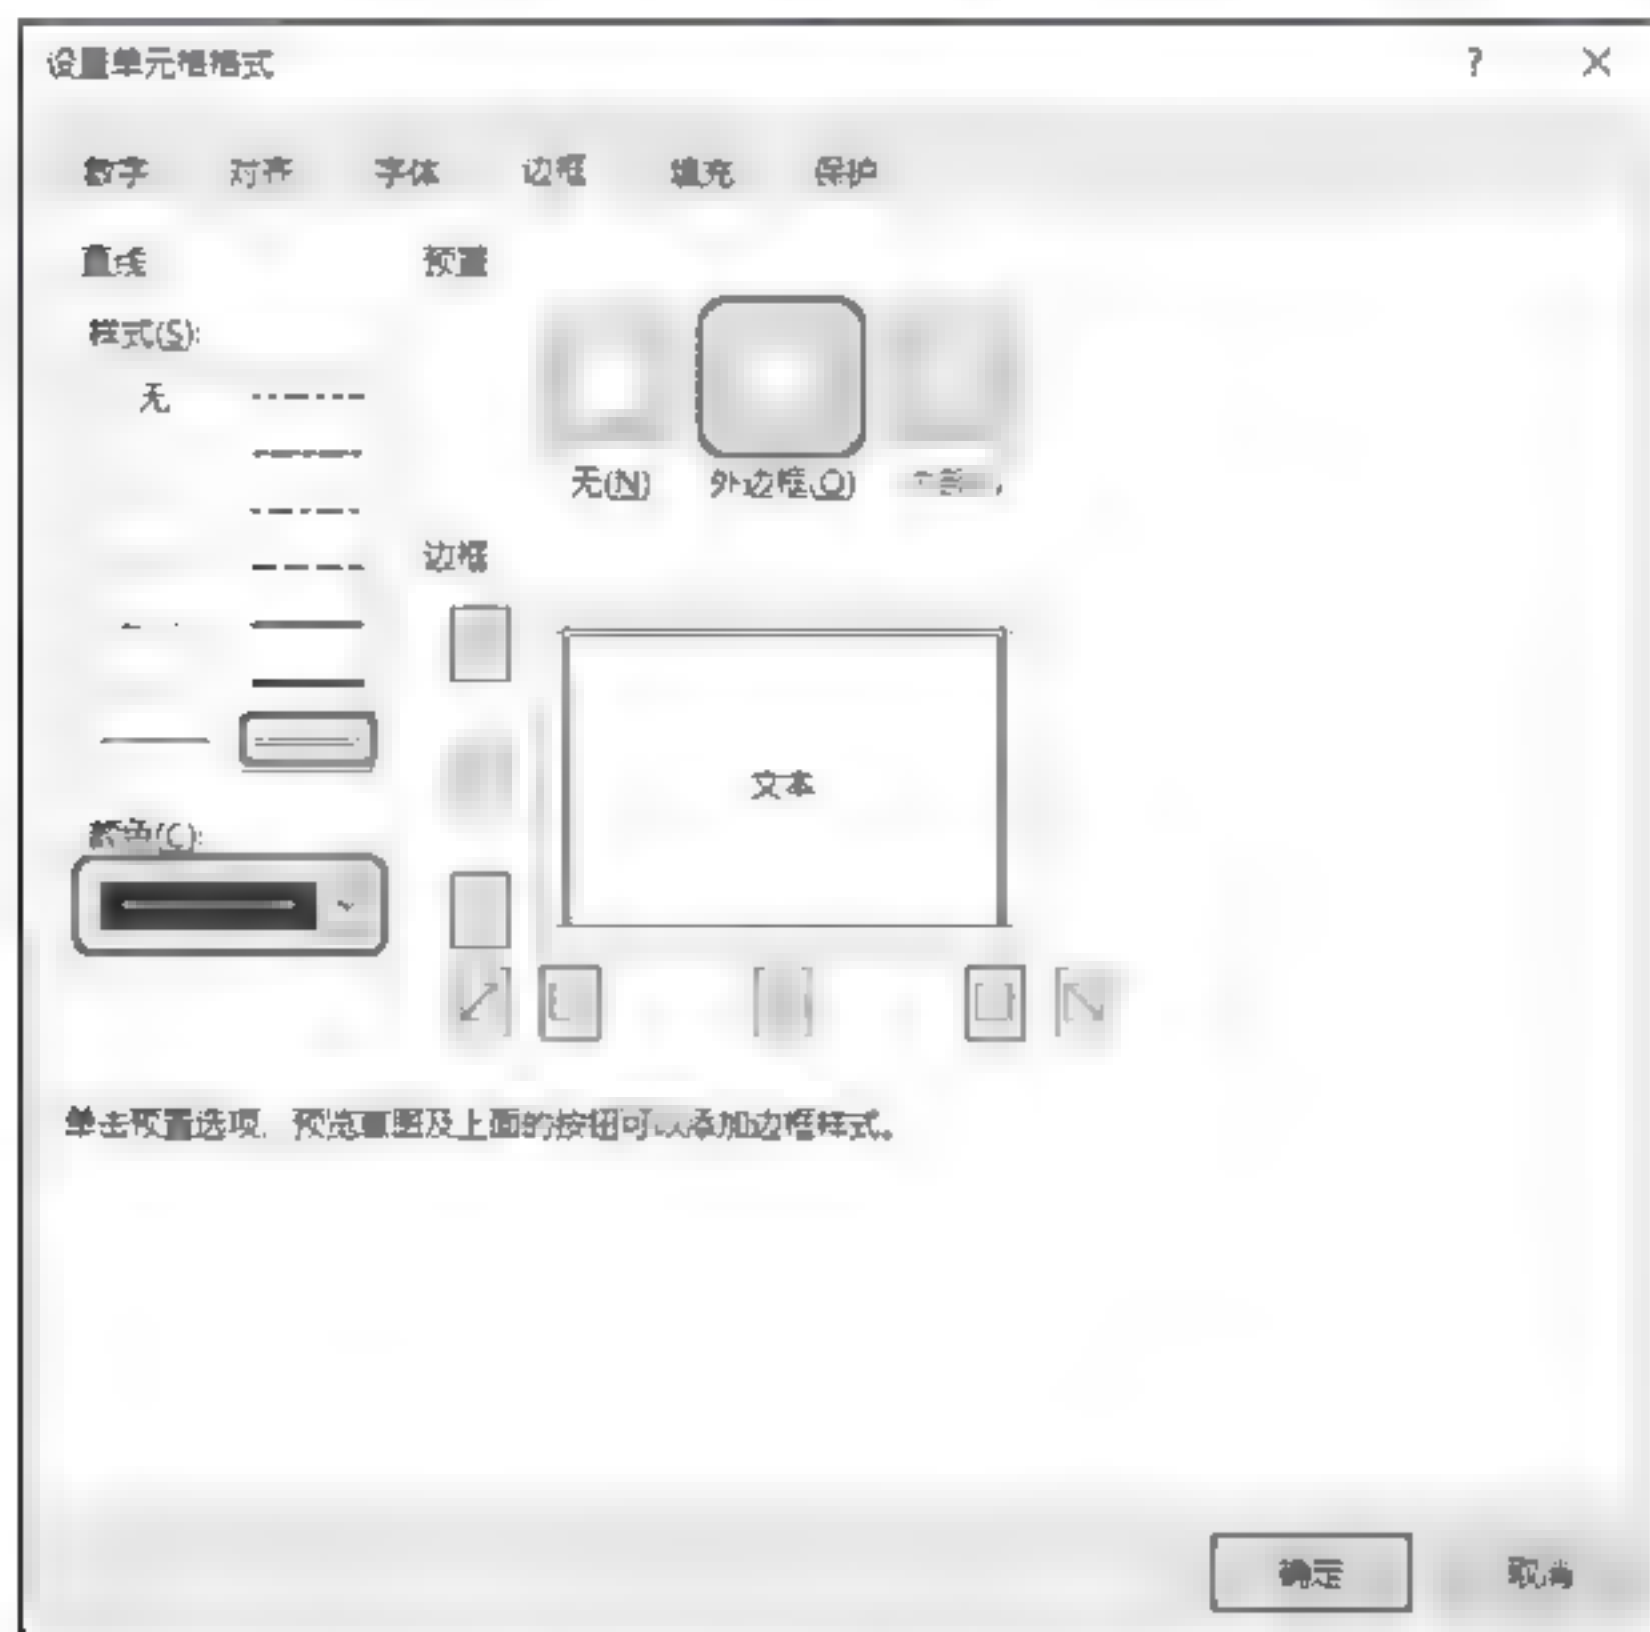 设置单元格格式 ? ×
数字 对齐 字体 边框 填充 保护
直线 预置
样式(S):
无
无(N) 外边框(O)
边框
文本
颜色(C):
单击预置选项、预览草图及上面的按钮可以添加边框样式。
确定 取消